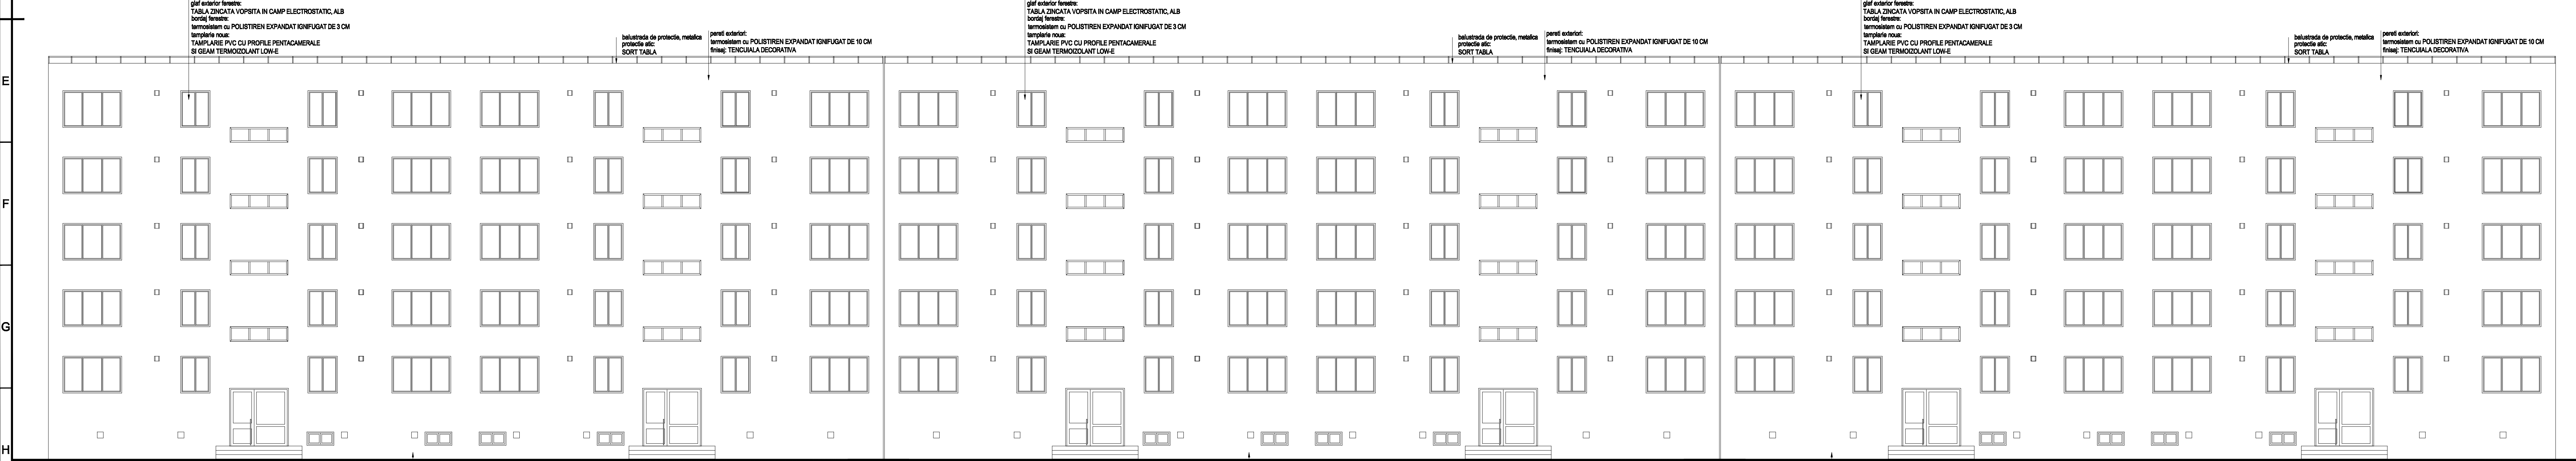 glaf exterior ferestre:
TABLA ZINCATA VOPSITA IN CAMP ELECTROSTATIC, ALB
bordaj ferestre:
termosistem cu POLISTIREN EXPANDAT IGNIFUGAT DE 3 CM
tamplarie noua:
TAMPLARIE PVC CU PROFILE PENTACAMERALE
SI GEAM TERMOIZOLANT LOW-E
balustrada de protectie, metalica
protectie atic:
SORT TABLA
pereti exteriori:
termosistem cu POLISTIREN EXPANDAT IGNIFUGAT DE 10 CM
finisaj: TENCUIALA DECORATIVA
glaf exterior ferestre:
TABLA ZINCATA VOPSITA IN CAMP ELECTROSTATIC, ALB
bordaj ferestre:
termosistem cu POLISTIREN EXPANDAT IGNIFUGAT DE 3 CM
tamplarie noua:
TAMPLARIE PVC CU PROFILE PENTACAMERALE
SI GEAM TERMOIZOLANT LOW-E
balustrada de protectie, metalica
protectie atic:
SORT TABLA
pereti exteriori:
termosistem cu POLISTIREN EXPANDAT IGNIFUGAT DE 10 CM
finisaj: TENCUIALA DECORATIVA
glaf exterior ferestre:
TABLA ZINCATA VOPSITA IN CAMP ELECTROSTATIC, ALB
bordaj ferestre:
termosistem cu POLISTIREN EXPANDAT IGNIFUGAT DE 3 CM
tamplarie noua:
TAMPLARIE PVC CU PROFILE PENTACAMERALE
SI GEAM TERMOIZOLANT LOW-E
balustrada de protectie, metalica
protectie atic:
SORT TABLA
pereti exteriori:
termosistem cu POLISTIREN EXPANDAT IGNIFUGAT DE 10 CM
finisaj: TENCUIALA DECORATIVA
E
F
G
H